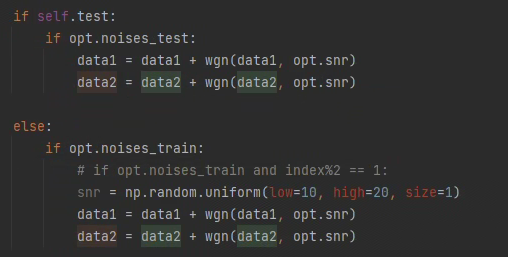 if self.test:
    if opt.noises_test:
        data1 = data1 + wgn(data1, opt.snr)
        data2 = data2 + wgn(data2, opt.snr)
else:
    if opt.noises_train:
        # if opt.noises_train and index%2 == 1:
        snr = np.random.uniform(low=10, high=20, size=1)
        data1 = data1 + wgn(data1, opt.snr)
        data2 = data2 + wgn(data2, opt.snr)